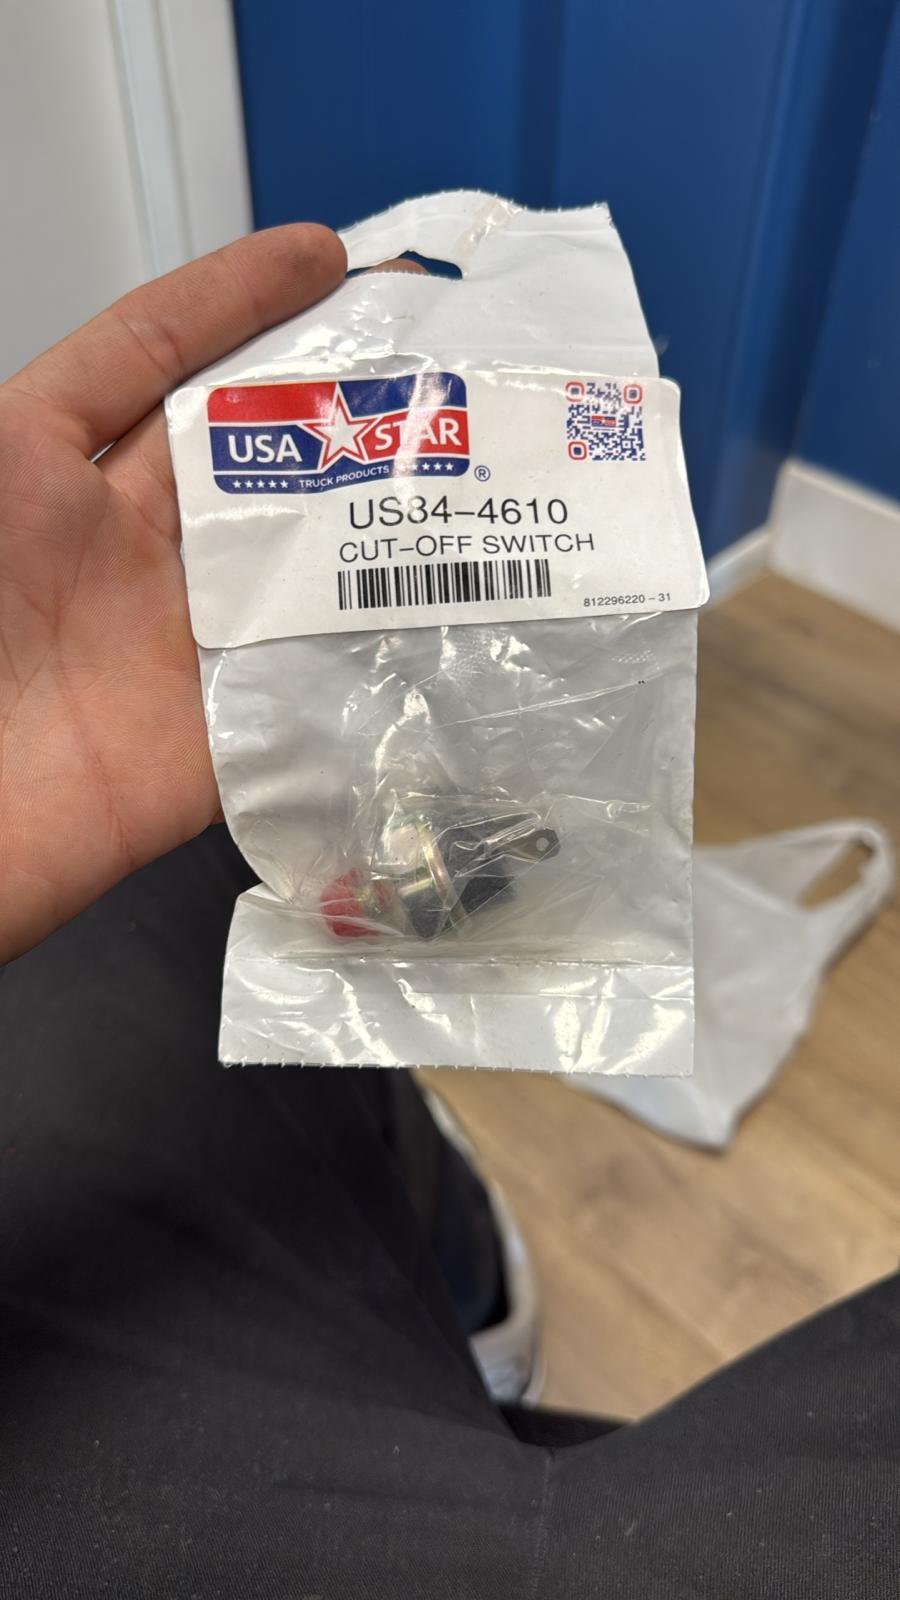 USA STAR
★★★★★ TRUCK PRODUCTS ★★★★★★
®
US84-4610
CUT-OFF SWITCH
812296220-31